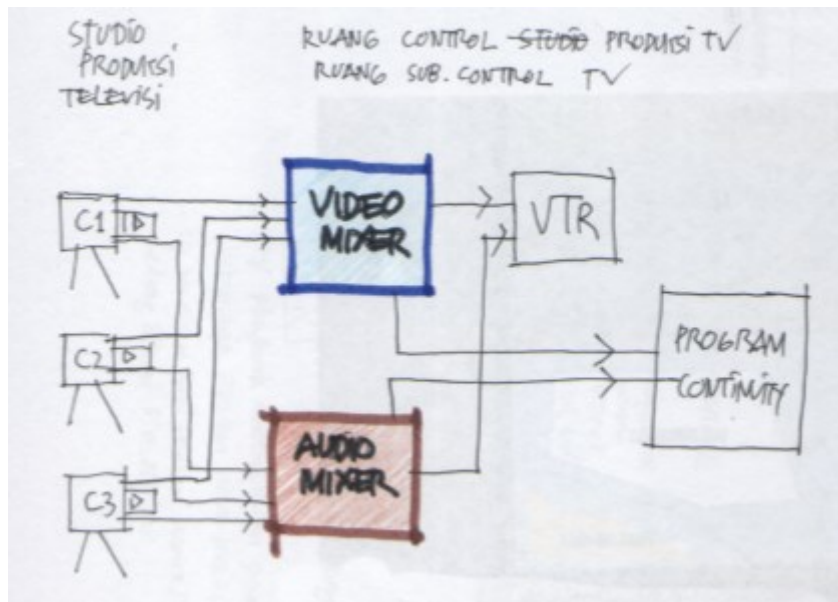 STUDIO
PRODUKSI
TELEVISI
RUANG CONTROL STUDIO PRODUKSI TV
RUANG SUB.CONTROL TV
VIDEO
MIXER
VTR
C1
C2
PROGRAM
CONTINUITY
AUDIO
MIXER
C3